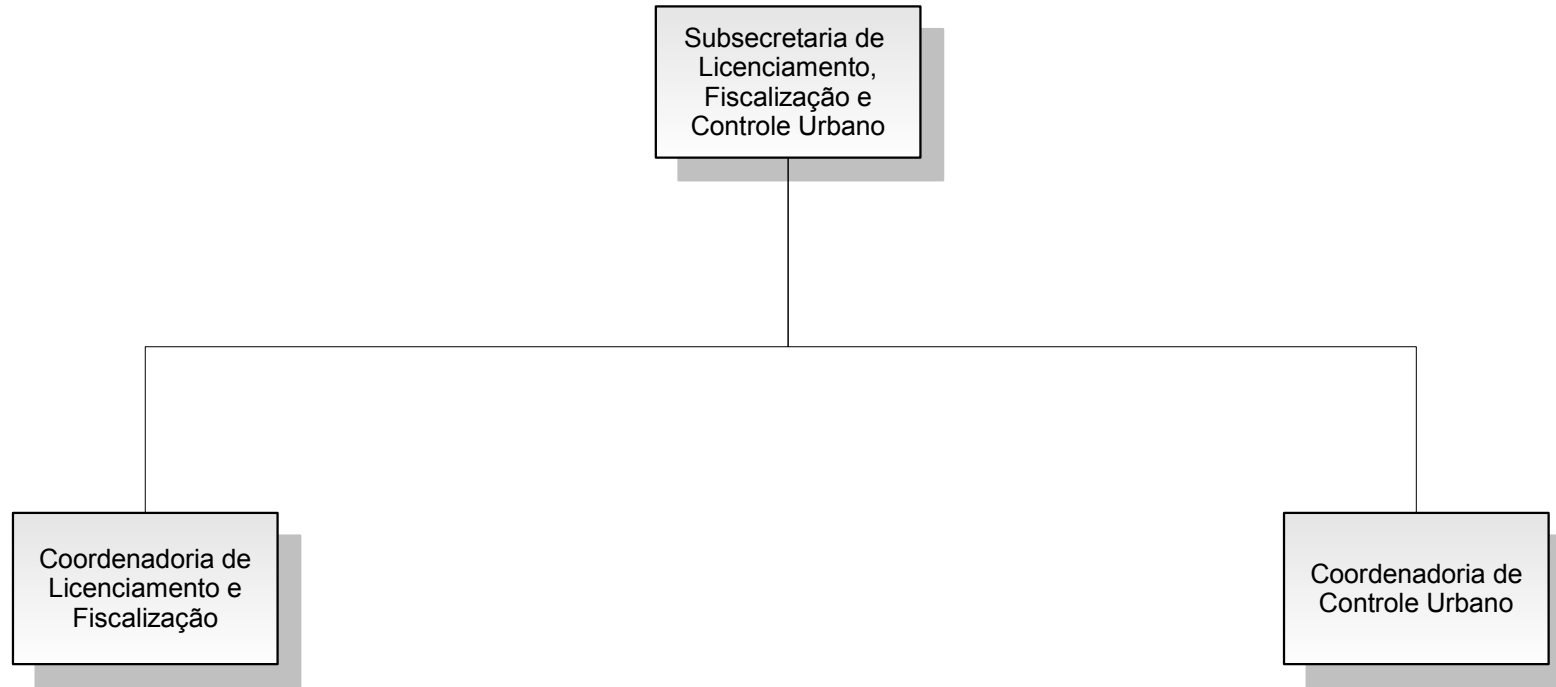 Subsecretaria de
Licenciamento,
Fiscalização e
Controle Urbano
Coordenadoria de
Licenciamento e
Fiscalização
Coordenadoria de
Controle Urbano